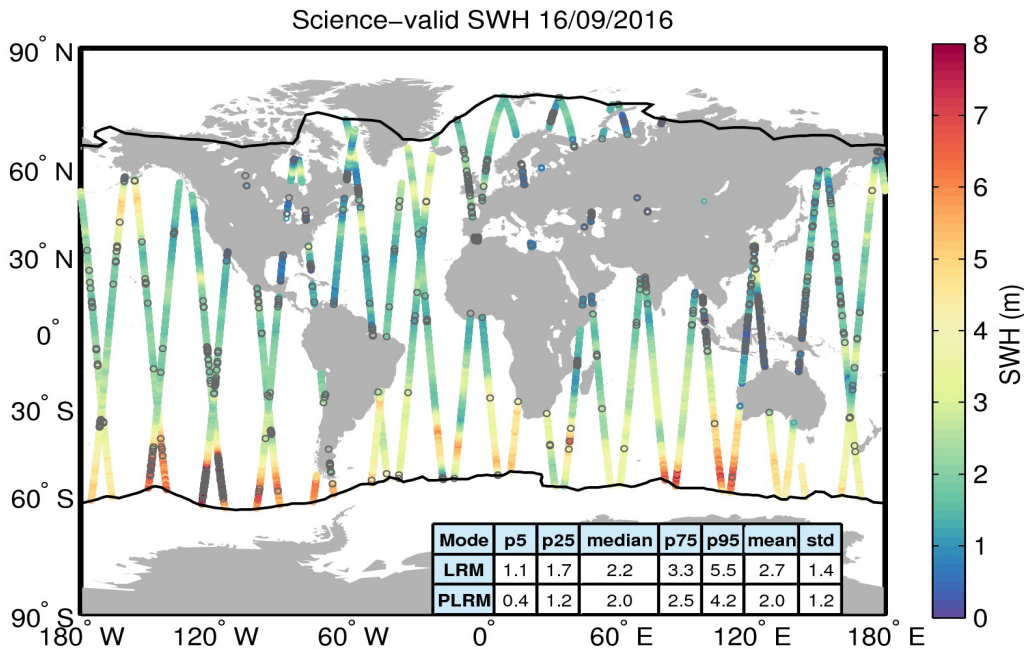 Science−valid SWH 16/09/2016
90° N
60° N
30° N
0°
30° S
60° S
90° S
180° W
120° W
60° W
0°
60° E
120° E
180° E
Mode p5 p25 median p75 p95 mean std
LRM 1.1 1.7 2.2 3.3 5.5 2.7 1.4
PLRM 0.4 1.2 2.0 2.5 4.2 2.0 1.2
8
7
6
5
4
3
2
1
0
SWH (m)